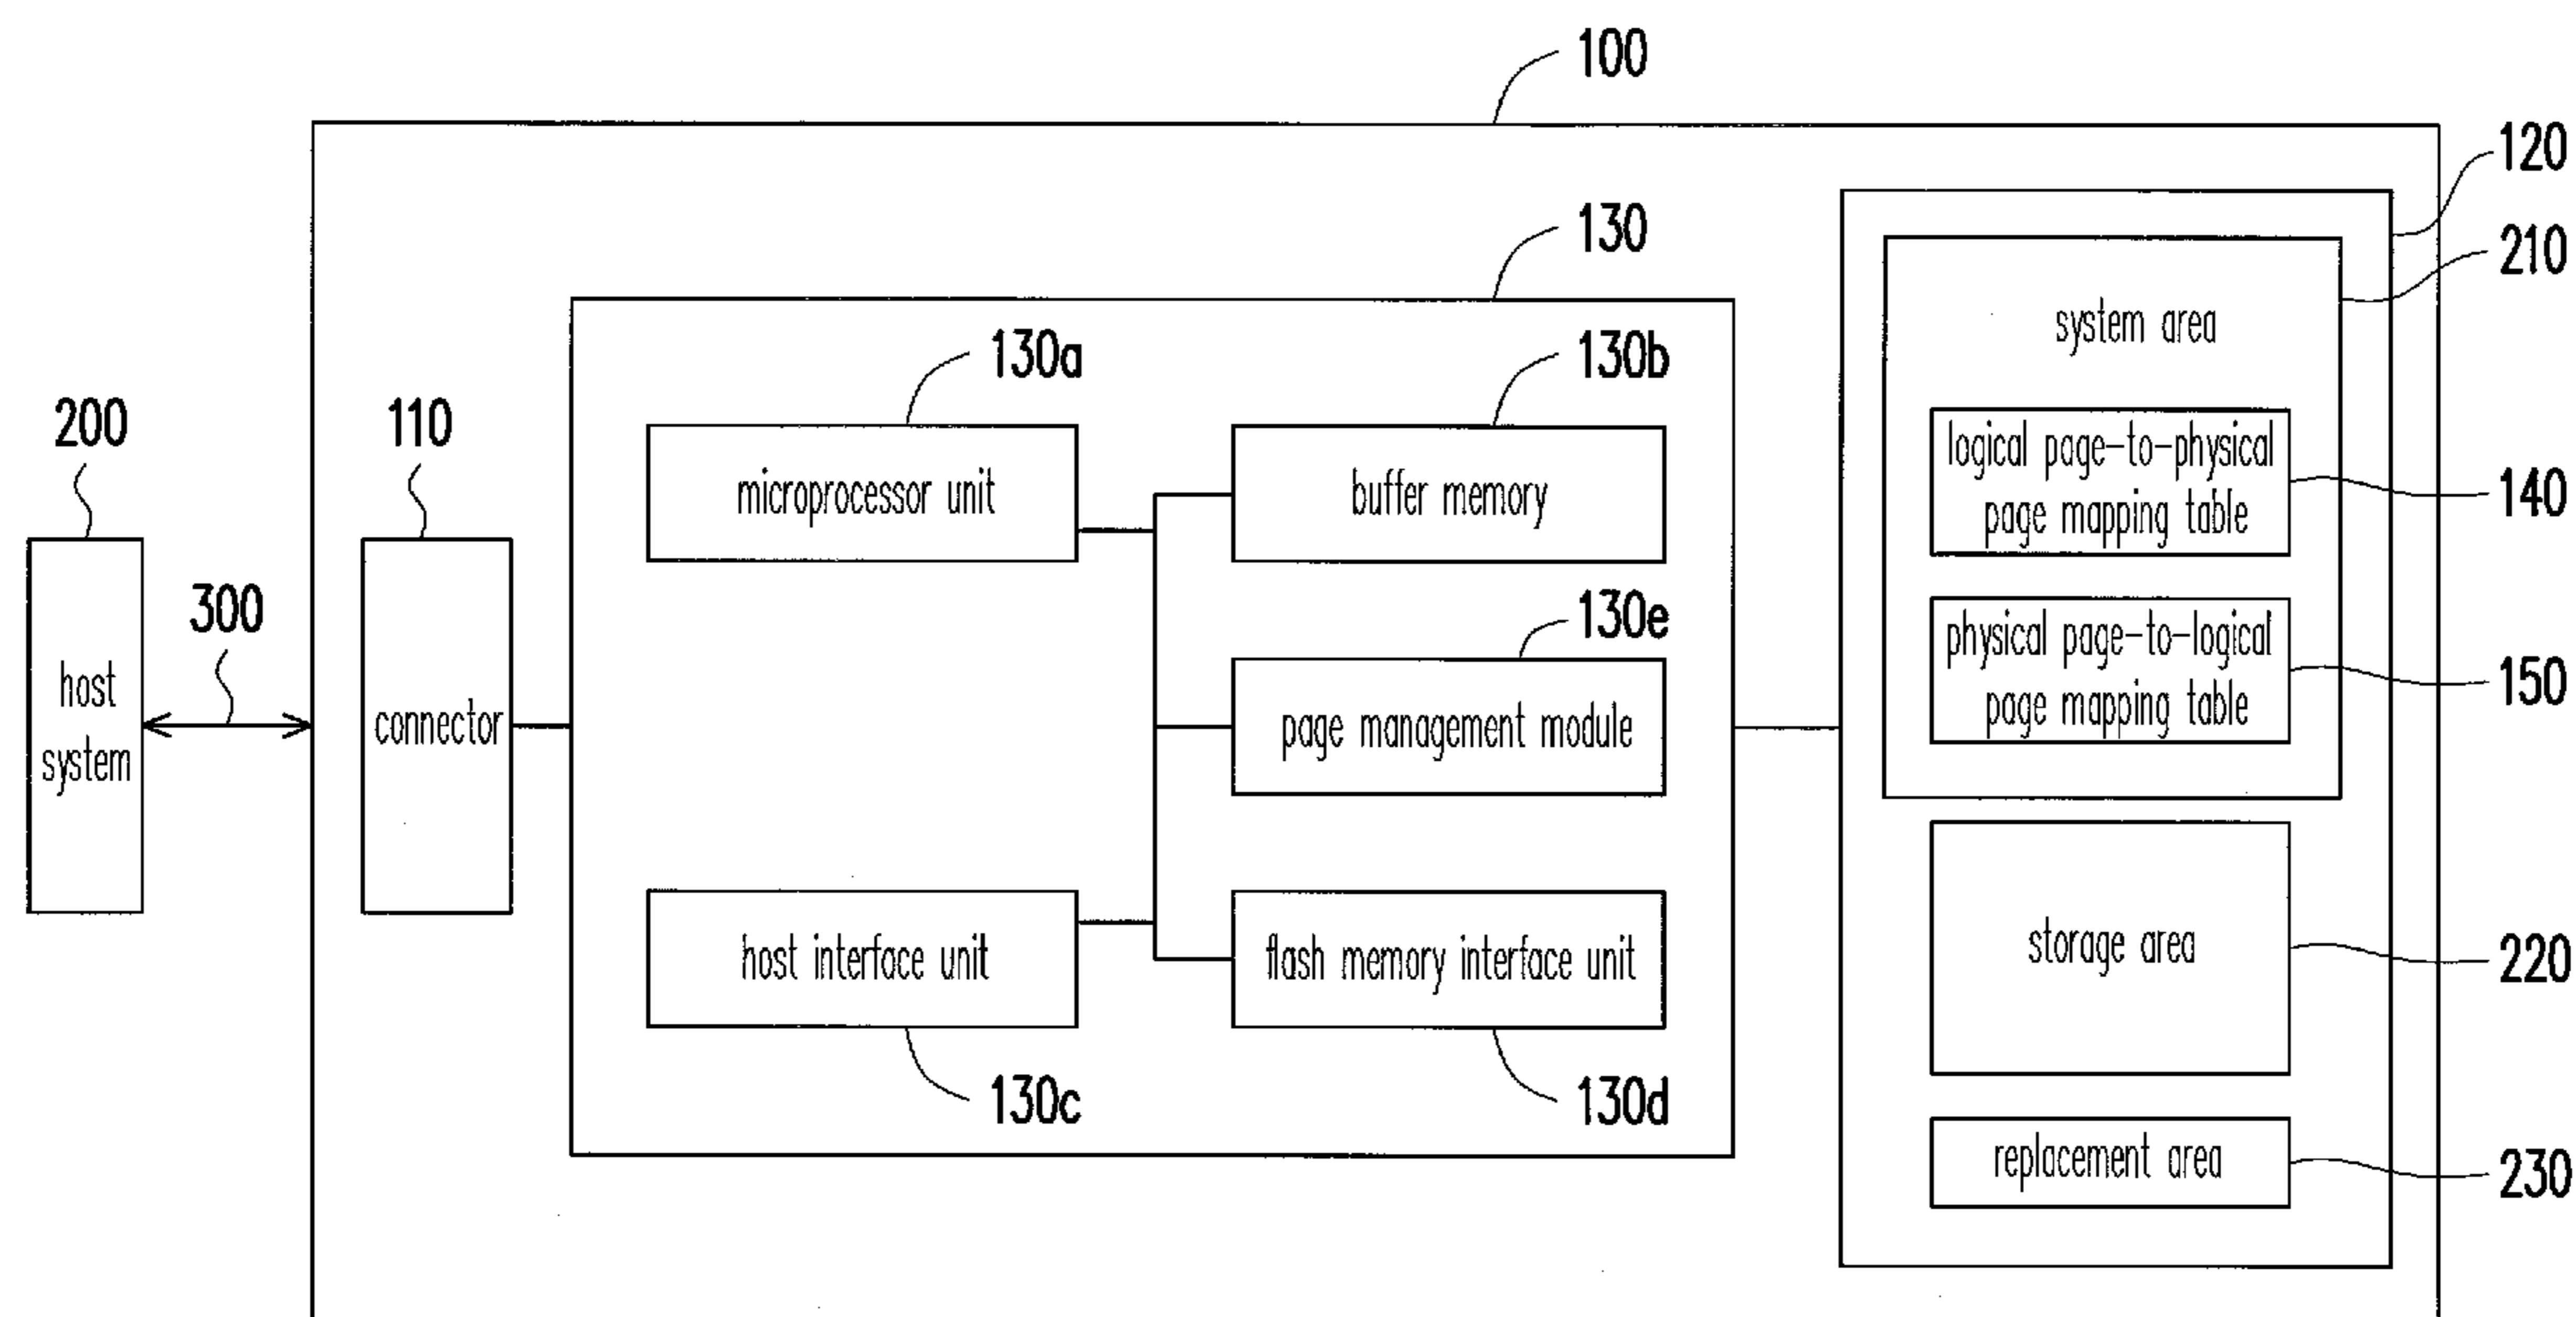 100
120
130
210
system area
130a
130b
200
110
logical page-to-physical
page mapping table
140
microprocessor unit
buffer memory
300
130e
physical page-to-logical
page mapping table
150
host
system
connector
page management module
host interface unit
flash memory interface unit
storage area
220
130c
130d
replacement area
230